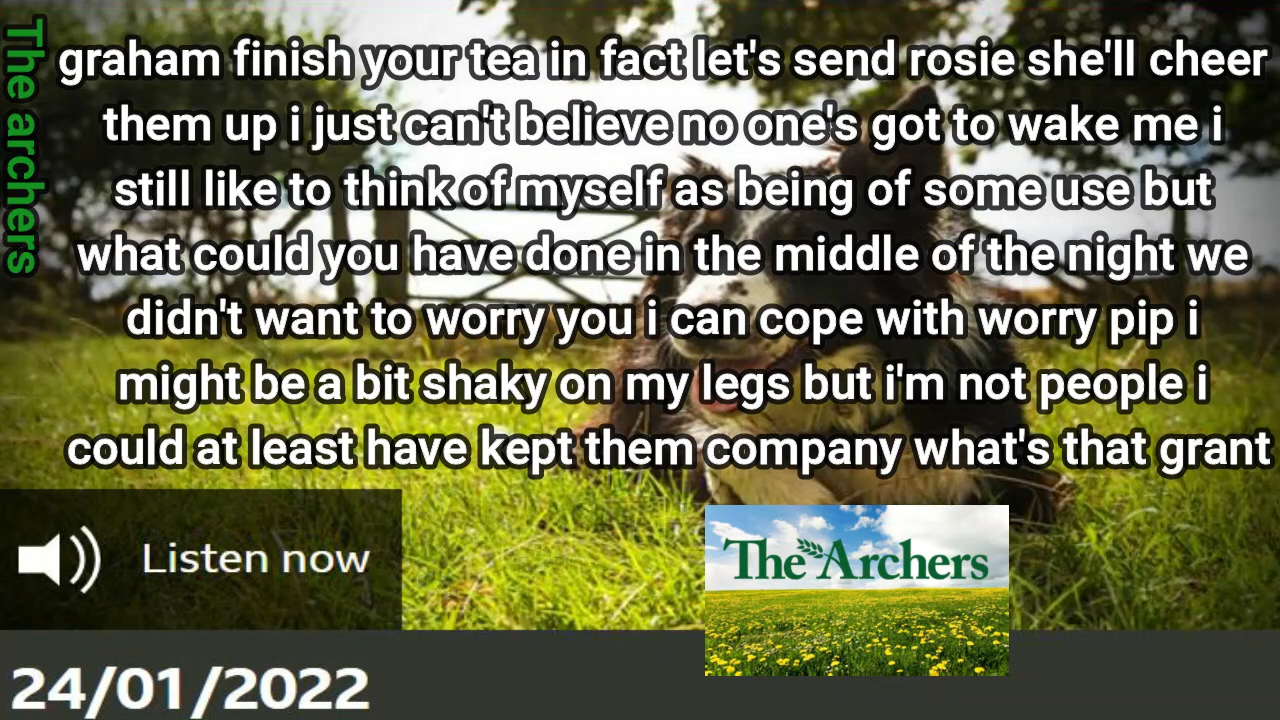 The archers
graham finish your tea in fact let's send rosie she'll cheer
them up i just can't believe no one's got to wake me i
still like to think of myself as being of some use but
what could you have done in the middle of the night we
didn't want to worry you i can cope with worry pip i
might be a bit shaky on my legs but i'm not people i
could at least have kept them company what's that grant
Listen now
The Archers
24/01/2022